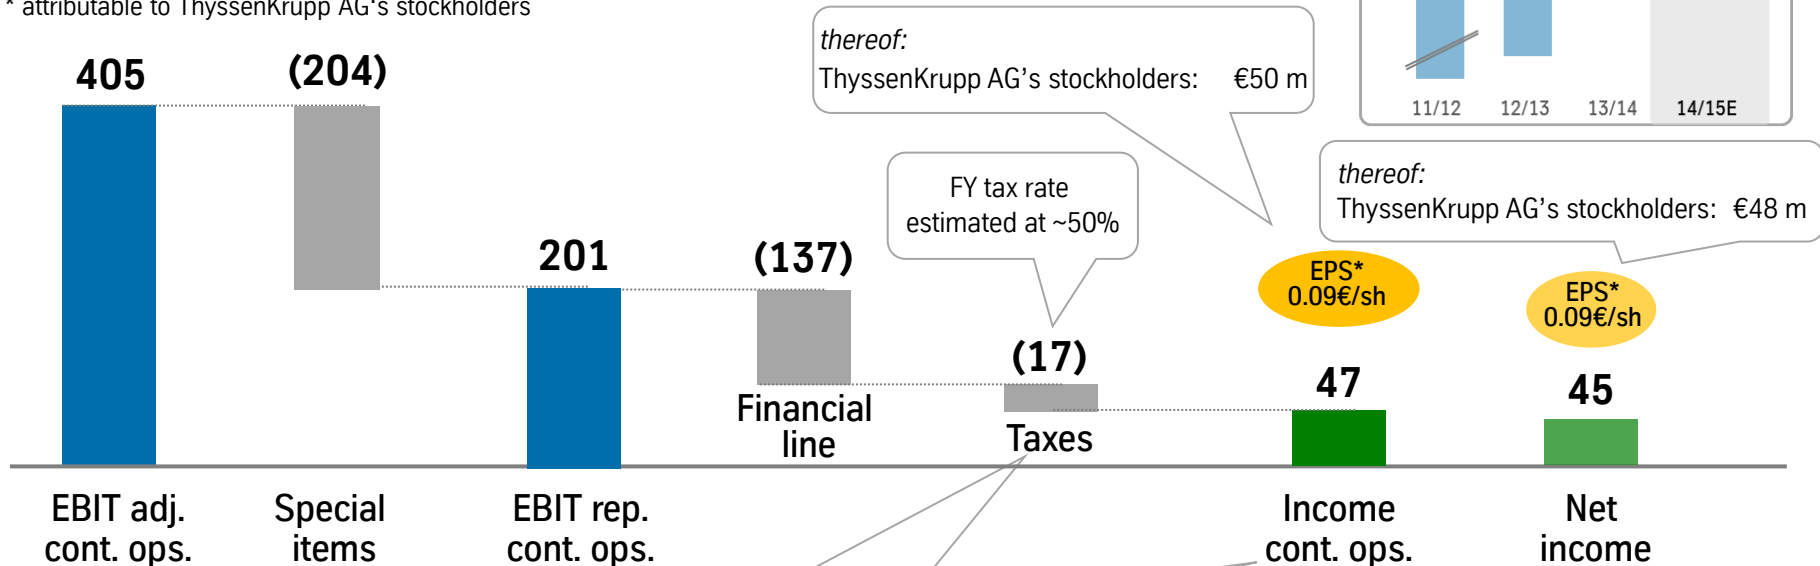 * attributable to ThyssenKrupp AG's stockholders
405
(204)
thereof:
ThyssenKrupp AG's stockholders: €50 m
11/12 12/13 13/14 14/15E
FY tax rate
estimated at ~50%
thereof:
ThyssenKrupp AG's stockholders: €48 m
201
(137)
EPS*
0.09€/sh
EPS*
0.09€/sh
(17)
47
45
Financial
line
Taxes
EBIT adj.
cont. ops.
Special
items
EBIT rep.
cont. ops.
Income
cont. ops.
Net
income